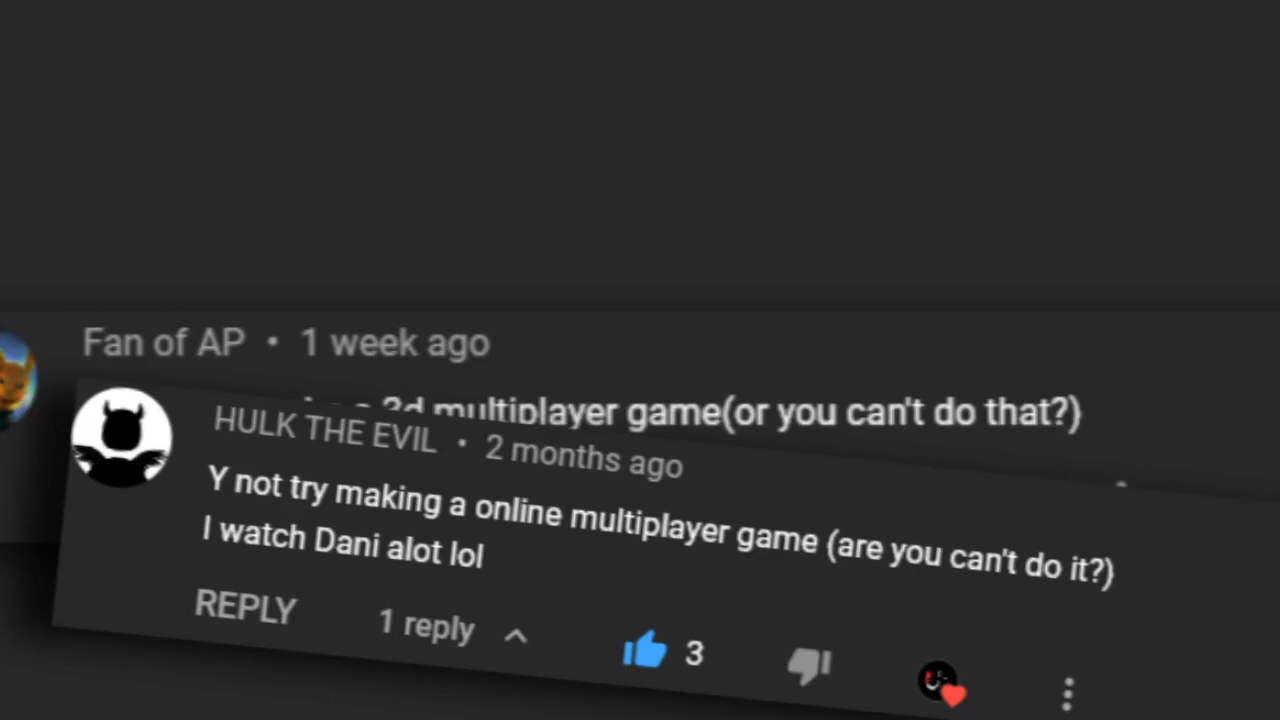 Fan of AP • 1 week ago
a 3d multiplayer game(or you can't do that?)
HULK THE EVIL • 2 months ago
Y not try making a online multiplayer game (are you can't do it?)
I watch Dani alot lol
REPLY 1 reply 3